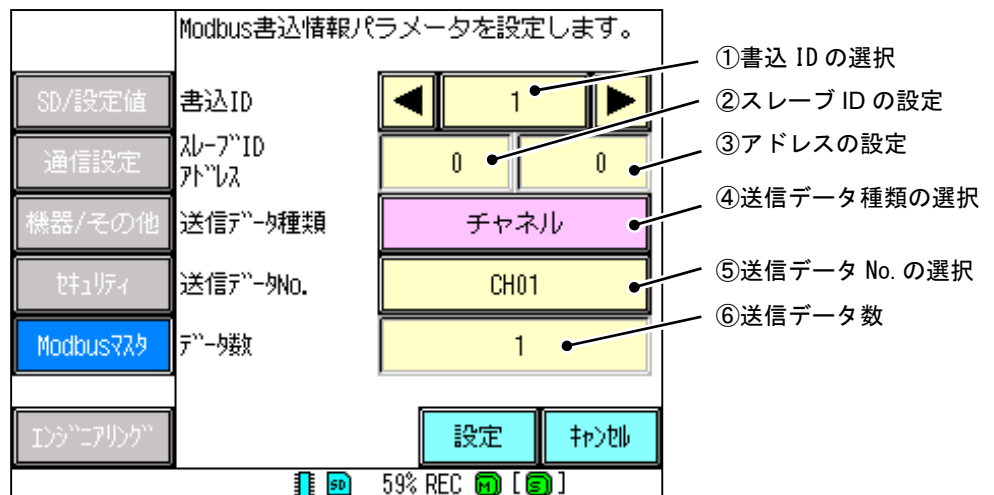 Modbus書込情報パラメータを設定します。
SD/設定値
通信設定
機器/その他
ｾｷｭﾘﾃｨ
Modbusﾏｽﾀ
ｴﾝｼﾞﾆｱﾘﾝｸﾞ
書込ID
◀ 1 ▶
ｽﾚｰﾌﾞID
ｱﾄﾞﾚｽ
0 0
送信ﾃﾞｰﾀ種類
チャネル
送信ﾃﾞｰﾀNo.
CH01
ﾃﾞｰﾀ数
1
設定 ｷｬﾝｾﾙ
SD 59% REC M [S]
①書込 ID の選択
②スレーブ ID の設定
③アドレスの設定
④送信データ種類の選択
⑤送信データ No. の選択
⑥送信データ数